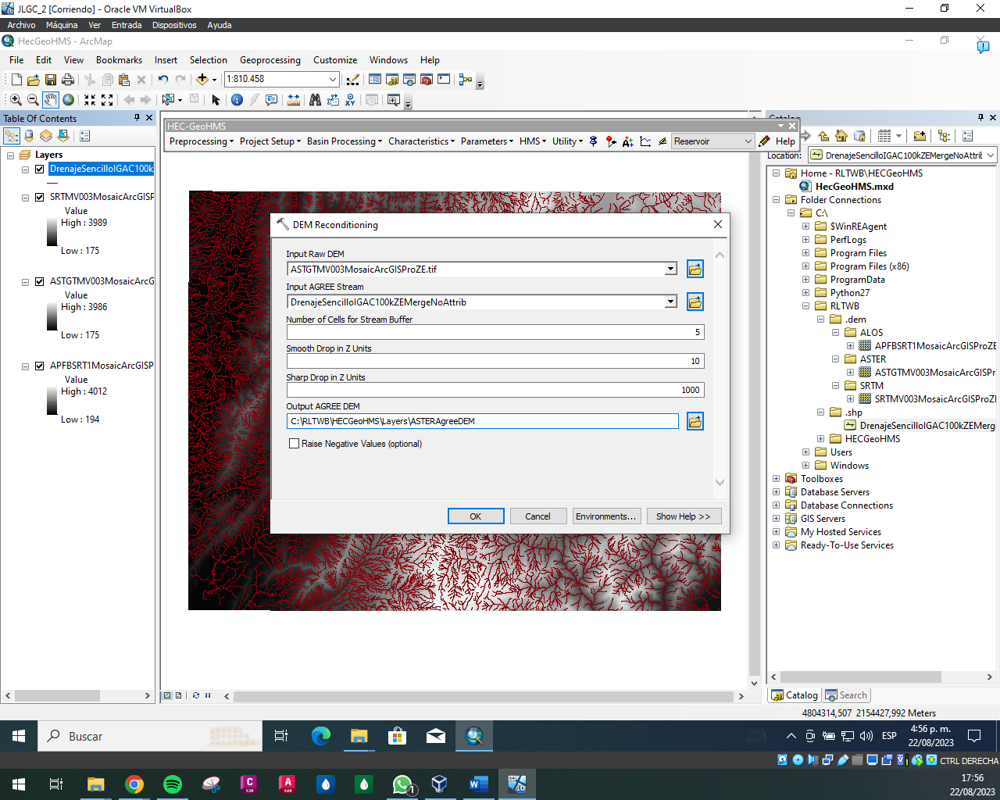 JLGC_2 [Corriendo] - Oracle VM VirtualBox
Archivo Máquina Ver Entrada Dispositivos Ayuda
HecGeoHMS - ArcMap
File Edit View Bookmarks Insert Selection Geoprocessing Customize Windows Help
1:810.458
Table Of Contents
Layers
DrenajeSencilloIGAC100k
SRTMV003MosaicArcGISP
Value
High : 3989
Low : 175
ASTGTMV003MosaicArcG
Value
High : 3986
Low : 175
APFBSRT1MosaicArcGISP
Value
High : 4012
Low : 194
HEC-GeoHMS
Preprocessing Project Setup Basin Processing Characteristics Parameters HMS Utility Reservoir Help
DEM Reconditioning
Input Raw DEM
ASTGTMV003MosaicArcGISProZE.tif
Input AGREE Stream
DrenajeSencilloIGAC100kZEMergeNoAttrib
Number of Cells for Stream Buffer
5
Smooth Drop in Z Units
10
Sharp Drop in Z Units
1000
Output AGREE DEM
C:\RLTWB\HECGeoHMS\Layers\ASTERAgreeDEM
Raise Negative Values (optional)
OK Cancel Environments... Show Help >>
Catalog
Location: DrenajeSencilloIGAC100kZEMergeNoAttrib
Home - RLTWB\HECGeoHMS
HecGeoHMS.mxd
Folder Connections
C:\
$WinREAgent
PerfLogs
Program Files
Program Files (x86)
ProgramData
Python27
RLTWB
.dem
ALOS
APFBSRT1MosaicArcGISProZE
ASTER
ASTGTMV003MosaicArcGISPr
SRTM
SRTMV003MosaicArcGISProZI
.shp
DrenajeSencilloIGAC100kZEMerg
HECGeoHMS
Users
Windows
Toolboxes
Database Servers
Database Connections
GIS Servers
My Hosted Services
Ready-To-Use Services
Catalog Search
4804314,507 2154427,992 Meters
Buscar
ESP
4:56 p. m.
22/08/2023
CTRL DERECHA
17:56
22/08/2023